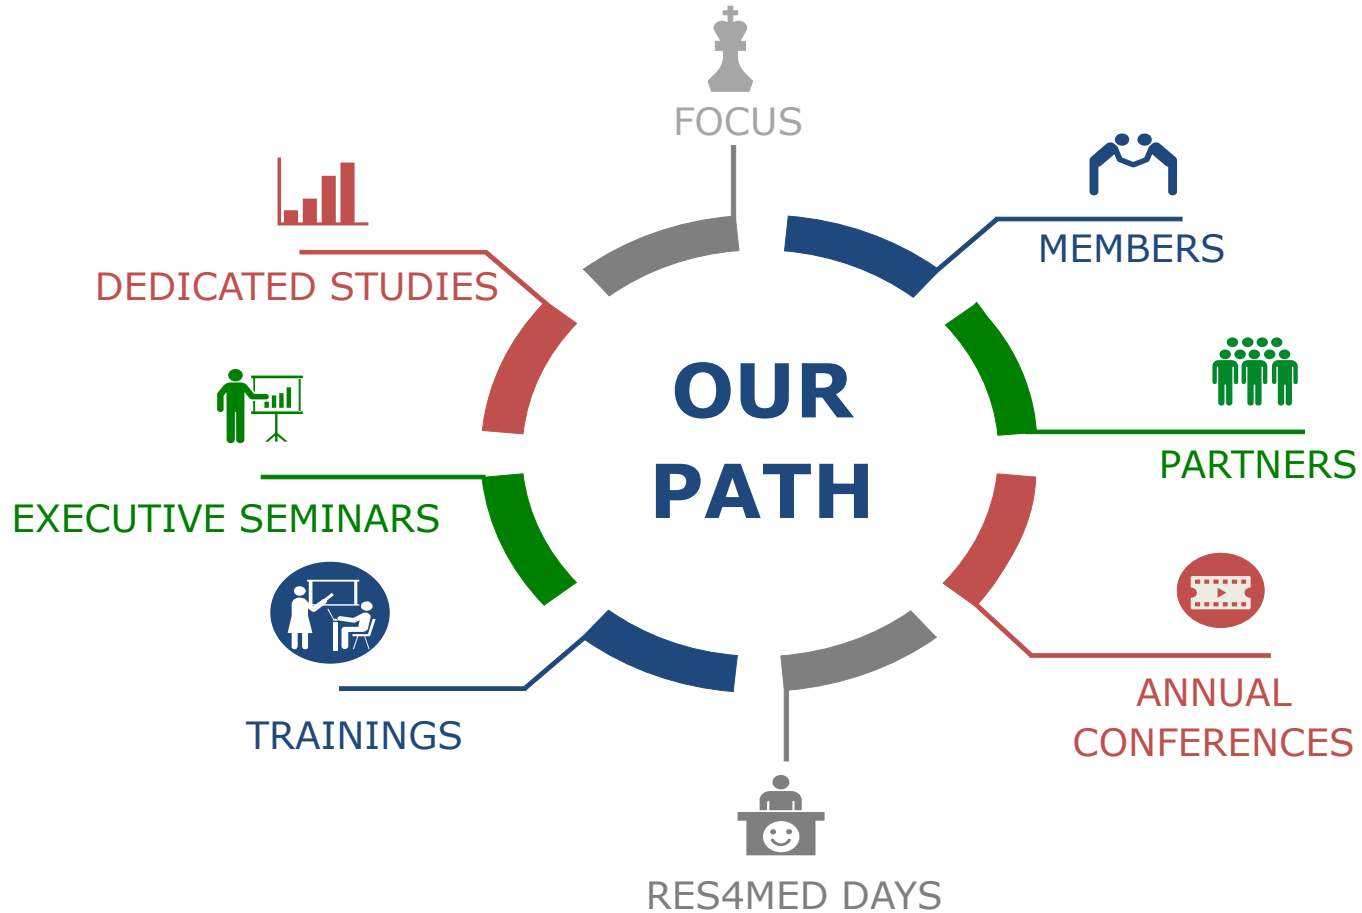 FOCUS
MEMBERS
DEDICATED STUDIES
OUR
PATH
PARTNERS
EXECUTIVE SEMINARS
ANNUAL
CONFERENCES
TRAININGS
RES4MED DAYS